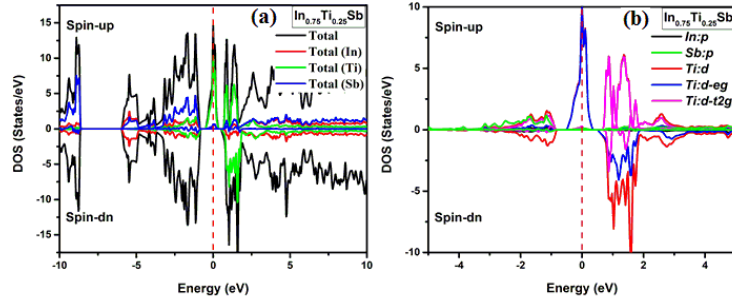 Spin-up
(a)
In0.75Ti0.25Sb
Total
Total (In)
Total (Ti)
Total (Sb)
Spin-dn
DOS (States/eV)
15
10
5
0
-5
-10
-15
-10
-5
0
5
10
Energy (eV)
Spin-up
(b)
In0.75Ti0.25Sb
In:p
Sb:p
Ti:d
Ti:d-eg
Ti:d-t2g
Spin-dn
DOS (States/eV)
10
5
0
-5
-10
-4
-2
0
2
4
6
Energy (eV)